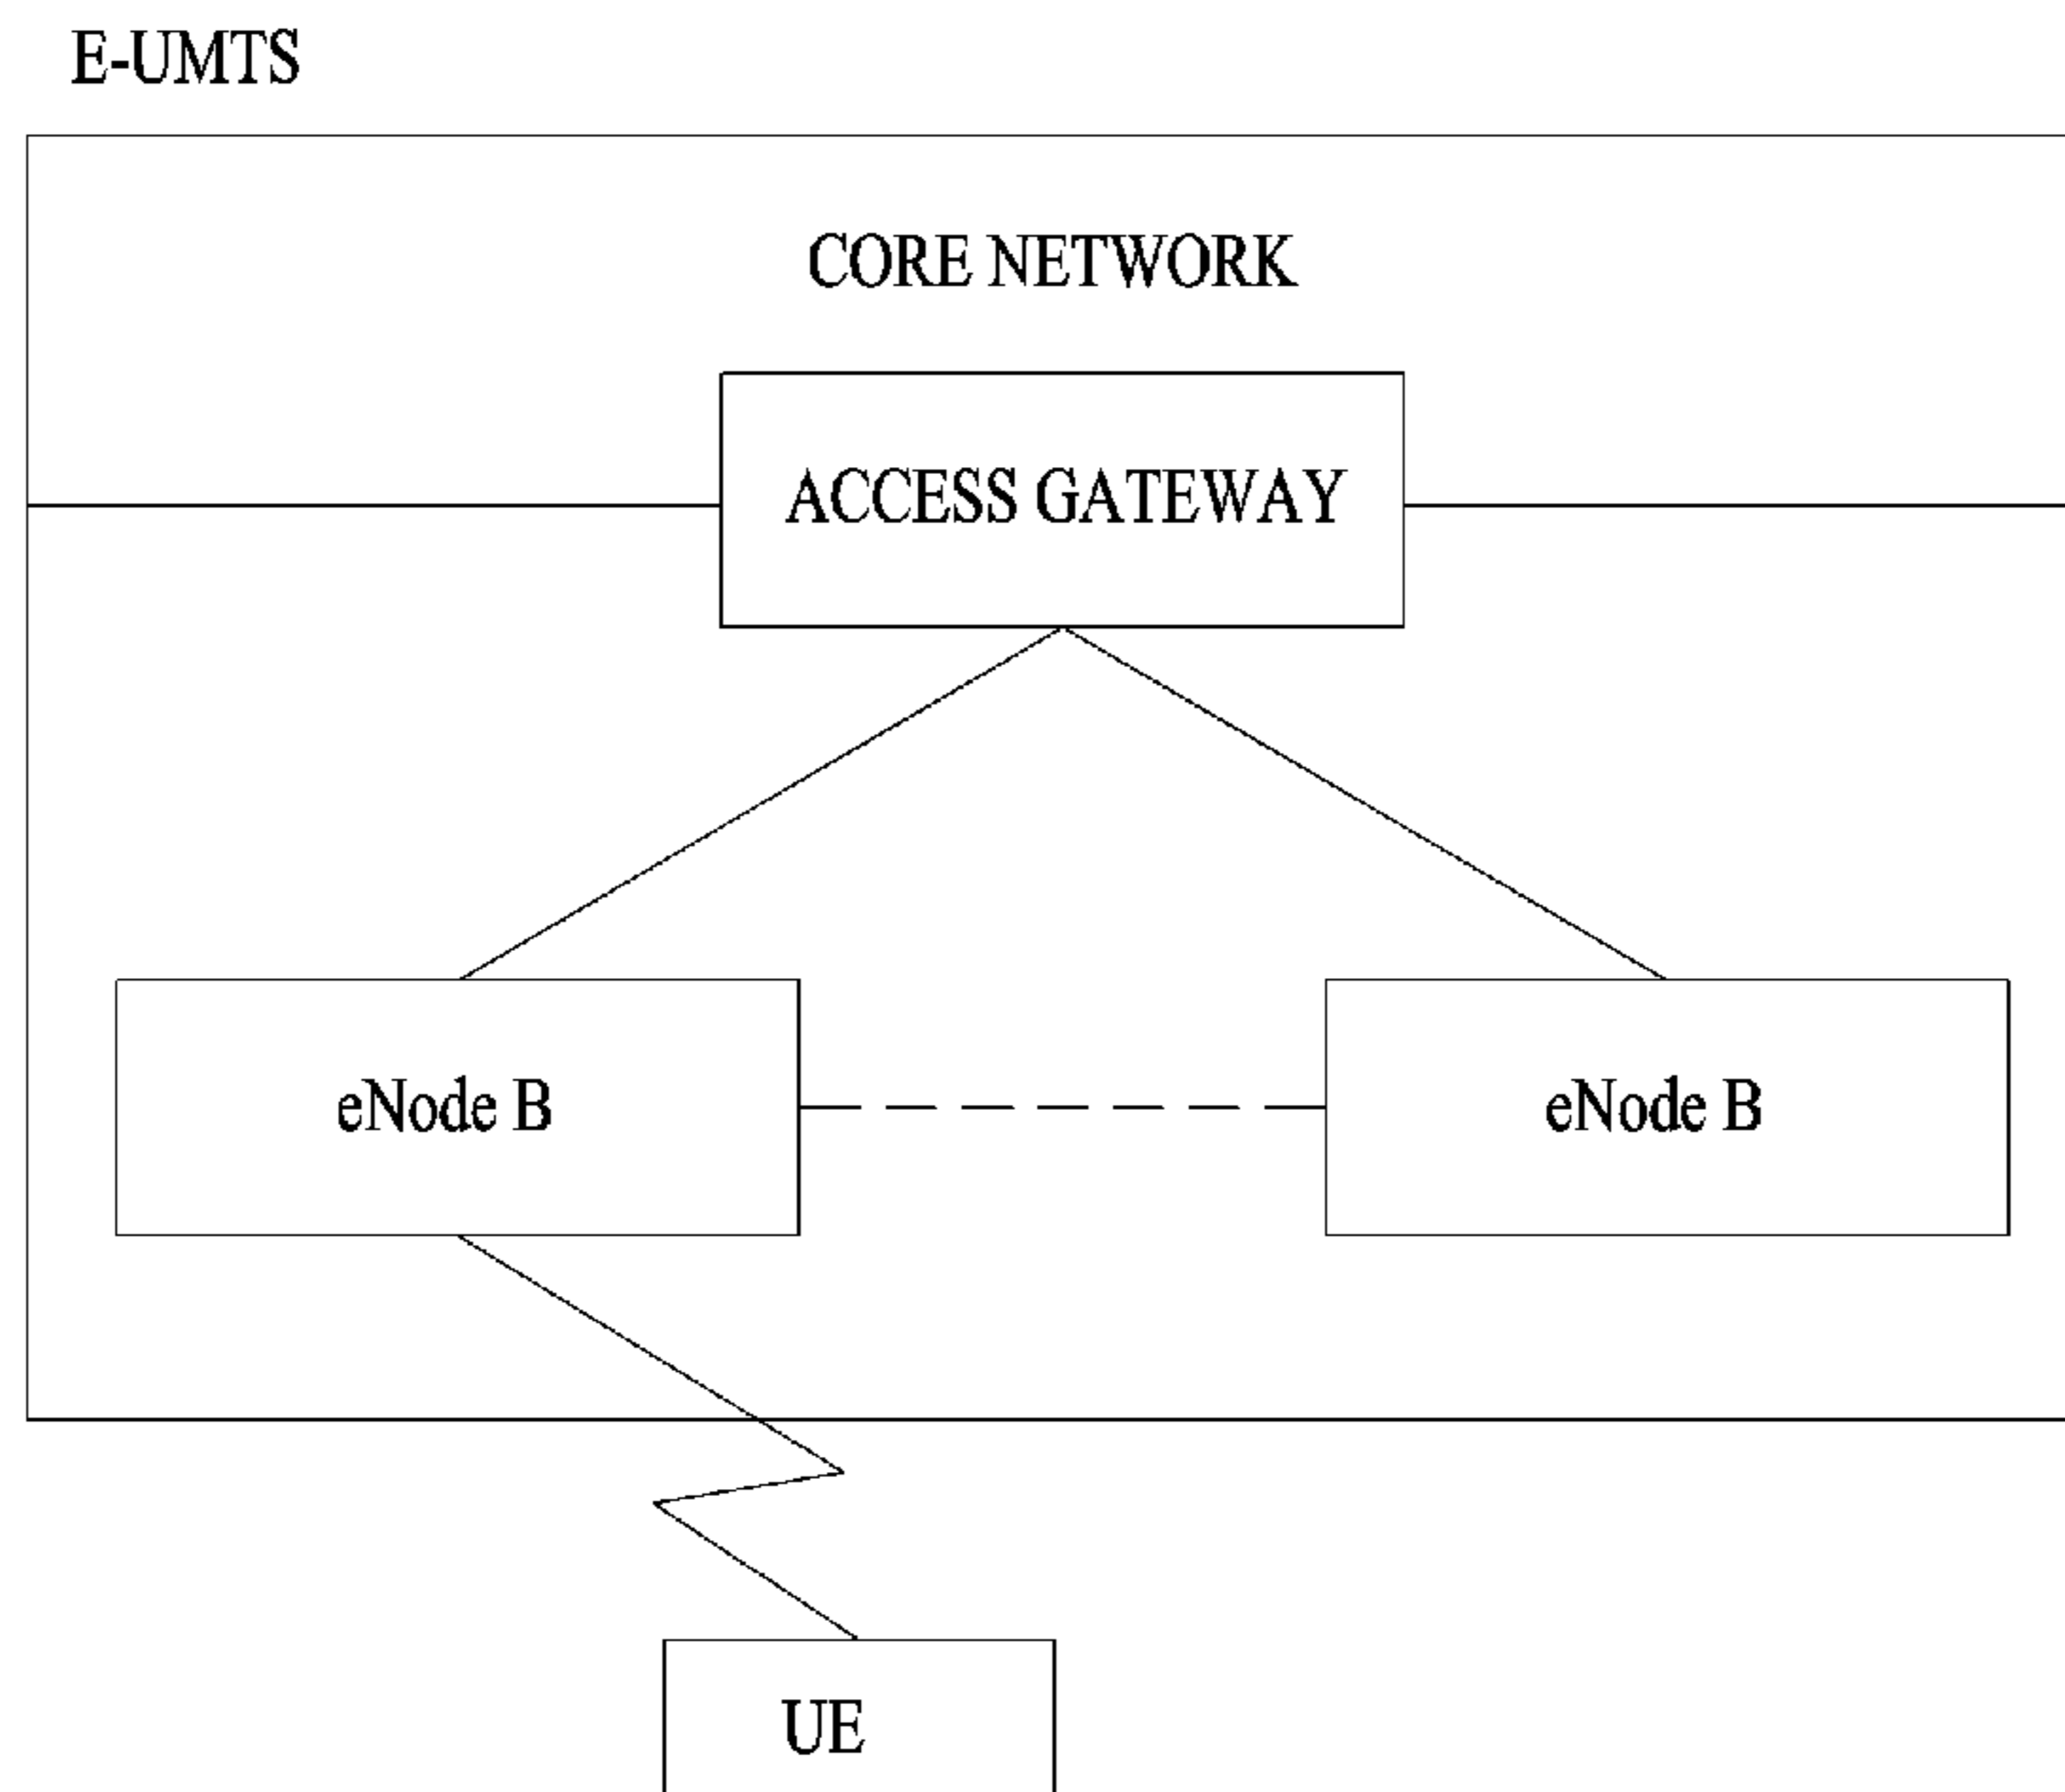 E-UMTS
CORE NETWORK
ACCESS GATEWAY
eNode B
eNode B
UE